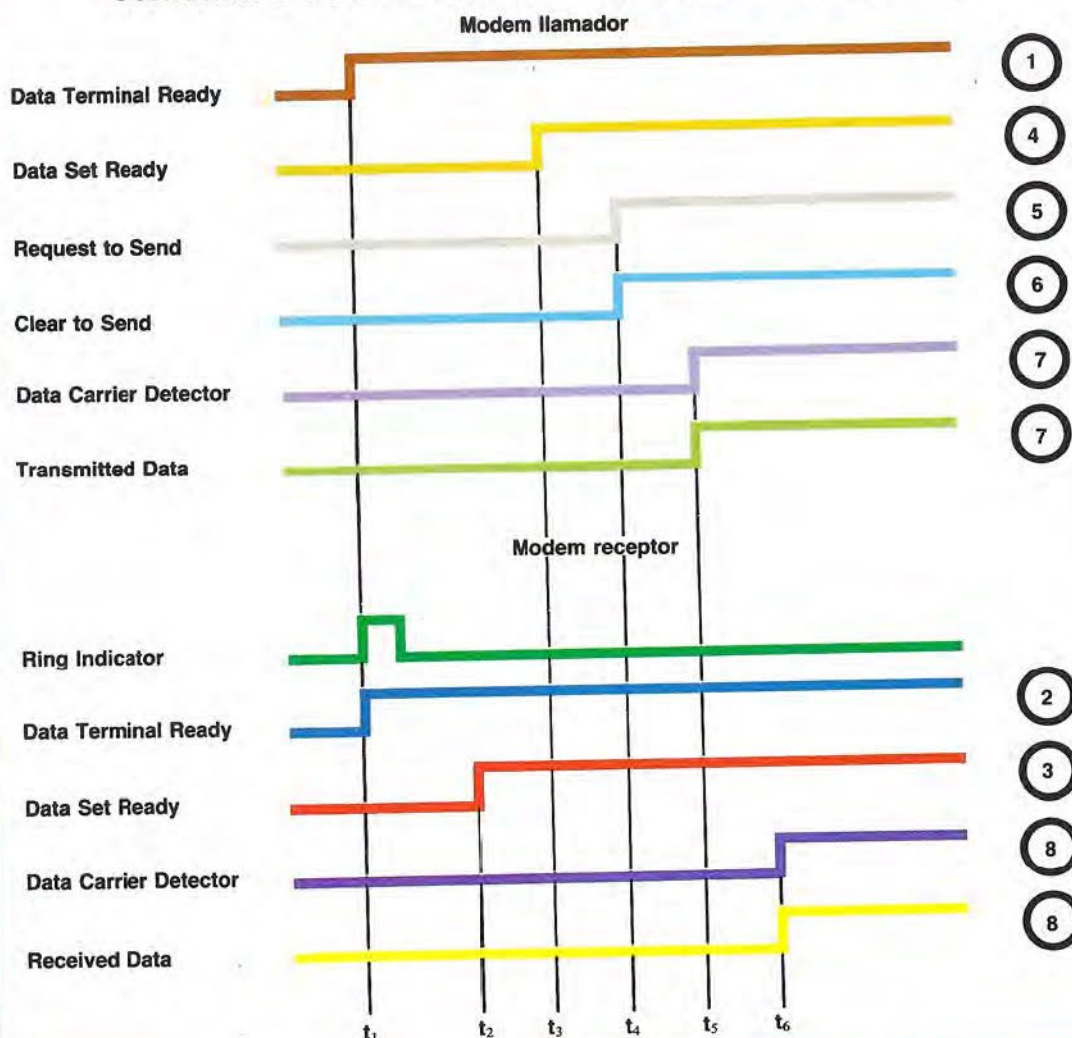 Modem llamador
Data Terminal Ready 1
Data Set Ready 4
Request to Send 5
Clear to Send 6
Data Carrier Detector 7
Transmitted Data 7
Modem receptor
Ring Indicator
Data Terminal Ready 2
Data Set Ready 3
Data Carrier Detector 8
Received Data 8
t1 t2 t3 t4 t5 t6